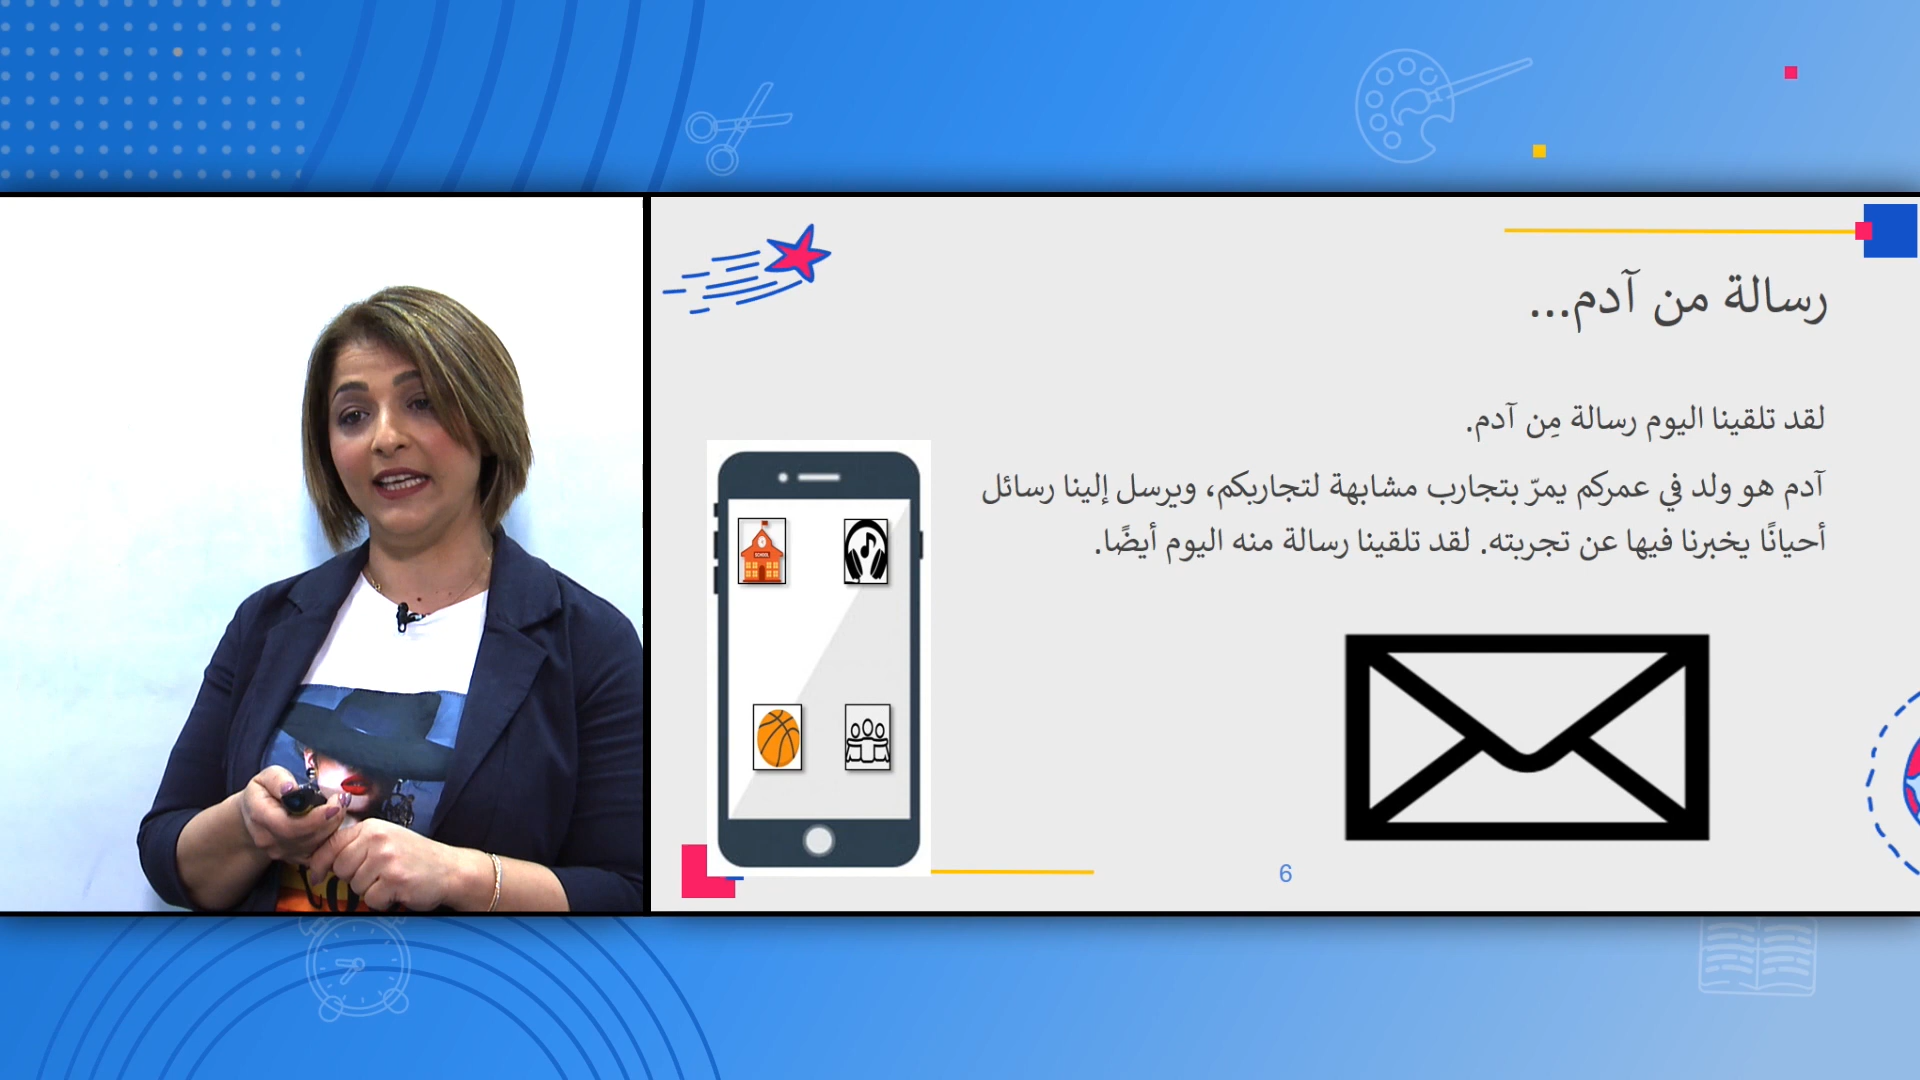 رسالة من آدم...
لقد تلقينا اليوم رسالة مِن آدم.
آدم هو ولد في عمركم يمرّ بتجارب مشابهة لتجاربكم، ويرسل إلينا رسائل
أحيانًا يخبرنا فيها عن تجربته. لقد تلقينا رسالة منه اليوم أيضًا.
SCHOOL
6